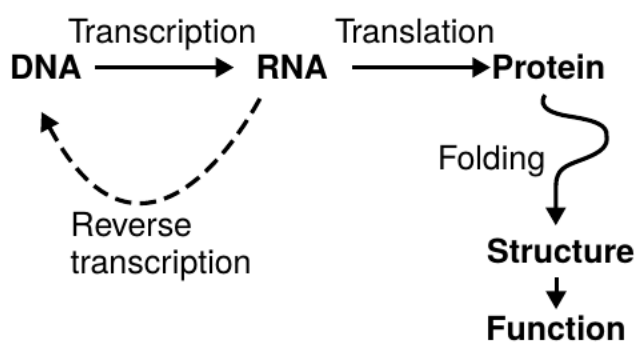 Transcription Translation
DNA RNA Protein
Folding
Reverse
transcription
Structure
Function